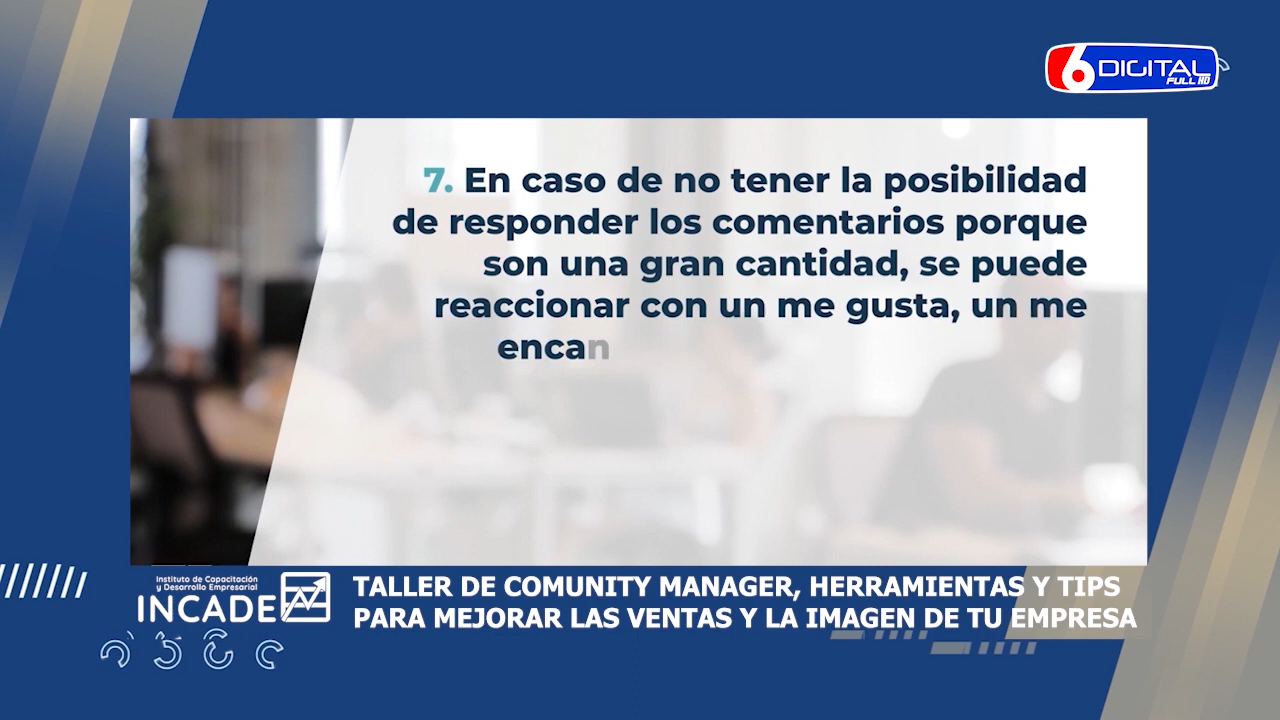 6 DIGITAL
FULL HD
7. En caso de no tener la posibilidad
de responder los comentarios porque
son una gran cantidad, se puede
reaccionar con un me gusta, un me
encan
Instituto de Capacitación
y Desarrollo Empresarial
INCADE
TALLER DE COMUNITY MANAGER, HERRAMIENTAS Y TIPS
PARA MEJORAR LAS VENTAS Y LA IMAGEN DE TU EMPRESA